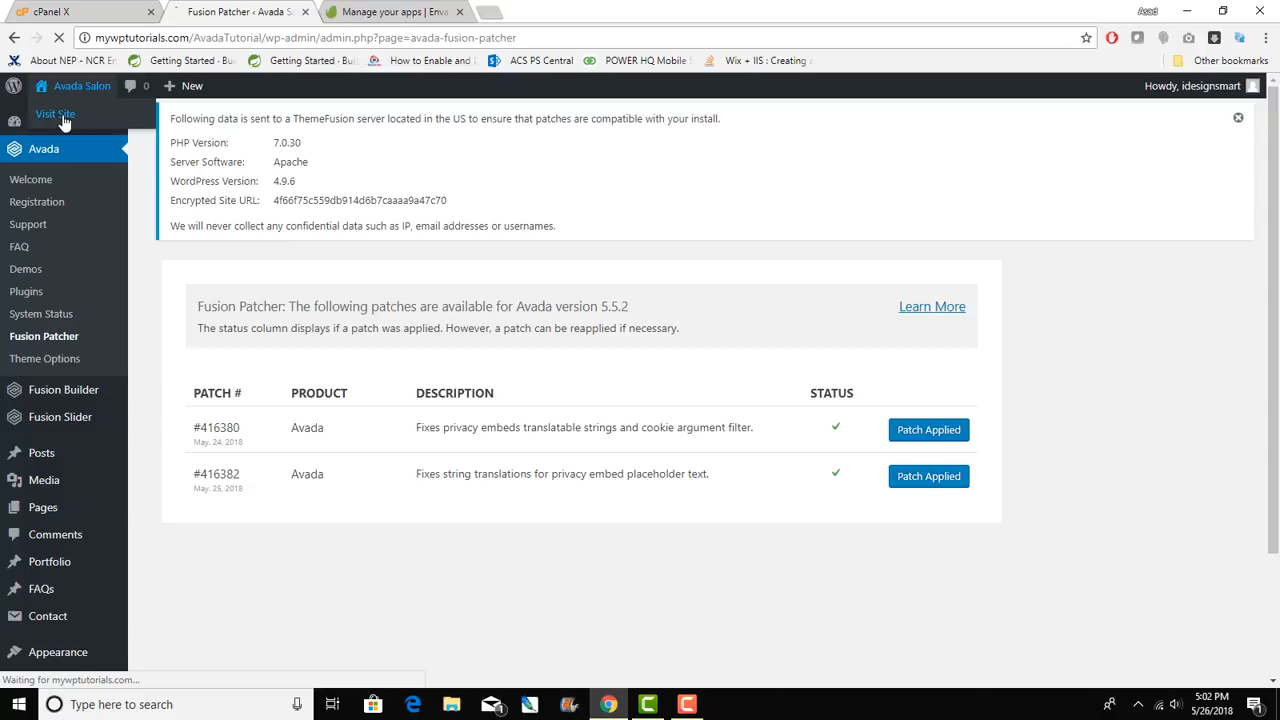 cPanel X
Fusion Patcher ‹ Avada Sa
Manage your apps | Enva
Asad
mywptutorials.com/AvadaTutorial/wp-admin/admin.php?page=avada-fusion-patcher
About NEP - NCR En
Getting Started · Bui
Getting Started · Bui
How to Enable and
ACS PS Central
POWER HQ Mobile S
Wix + IIS : Creating a
Other bookmarks
Avada Salon
0
New
Howdy, idesignsmart
Visit Site
Avada
Welcome
Registration
Support
FAQ
Demos
Plugins
System Status
Fusion Patcher
Theme Options
Fusion Builder
Fusion Slider
Posts
Media
Pages
Comments
Portfolio
FAQs
Contact
Appearance
Following data is sent to a ThemeFusion server located in the US to ensure that patches are compatible with your install.
PHP Version: 7.0.30
Server Software: Apache
WordPress Version: 4.9.6
Encrypted Site URL: 4f66f75c559db914d6b7caaaa9a47c70
We will never collect any confidential data such as IP, email addresses or usernames.
Fusion Patcher: The following patches are available for Avada version 5.5.2
Learn More
The status column displays if a patch was applied. However, a patch can be reapplied if necessary.
PATCH # PRODUCT DESCRIPTION STATUS
#416380 Avada Fixes privacy embeds translatable strings and cookie argument filter. Patch Applied
May. 24, 2018
#416382 Avada Fixes string translations for privacy embed placeholder text. Patch Applied
May. 25, 2018
Waiting for mywptutorials.com...
Type here to search
5:02 PM
5/26/2018